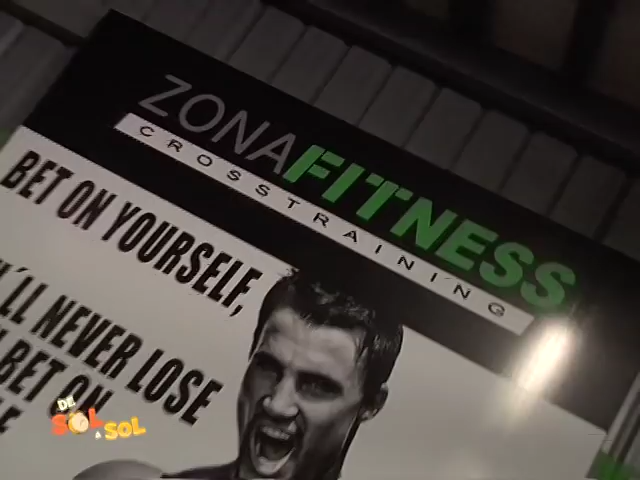 ZONAFITNESS
CROSSTRAINING
BET ON YOURSELF,
'LL NEVER LOSE
BET ON
DE
SOL
A
SOL